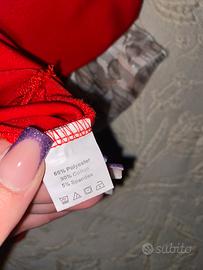 65% Polyester
30% Cotton
5% Spandex
subito